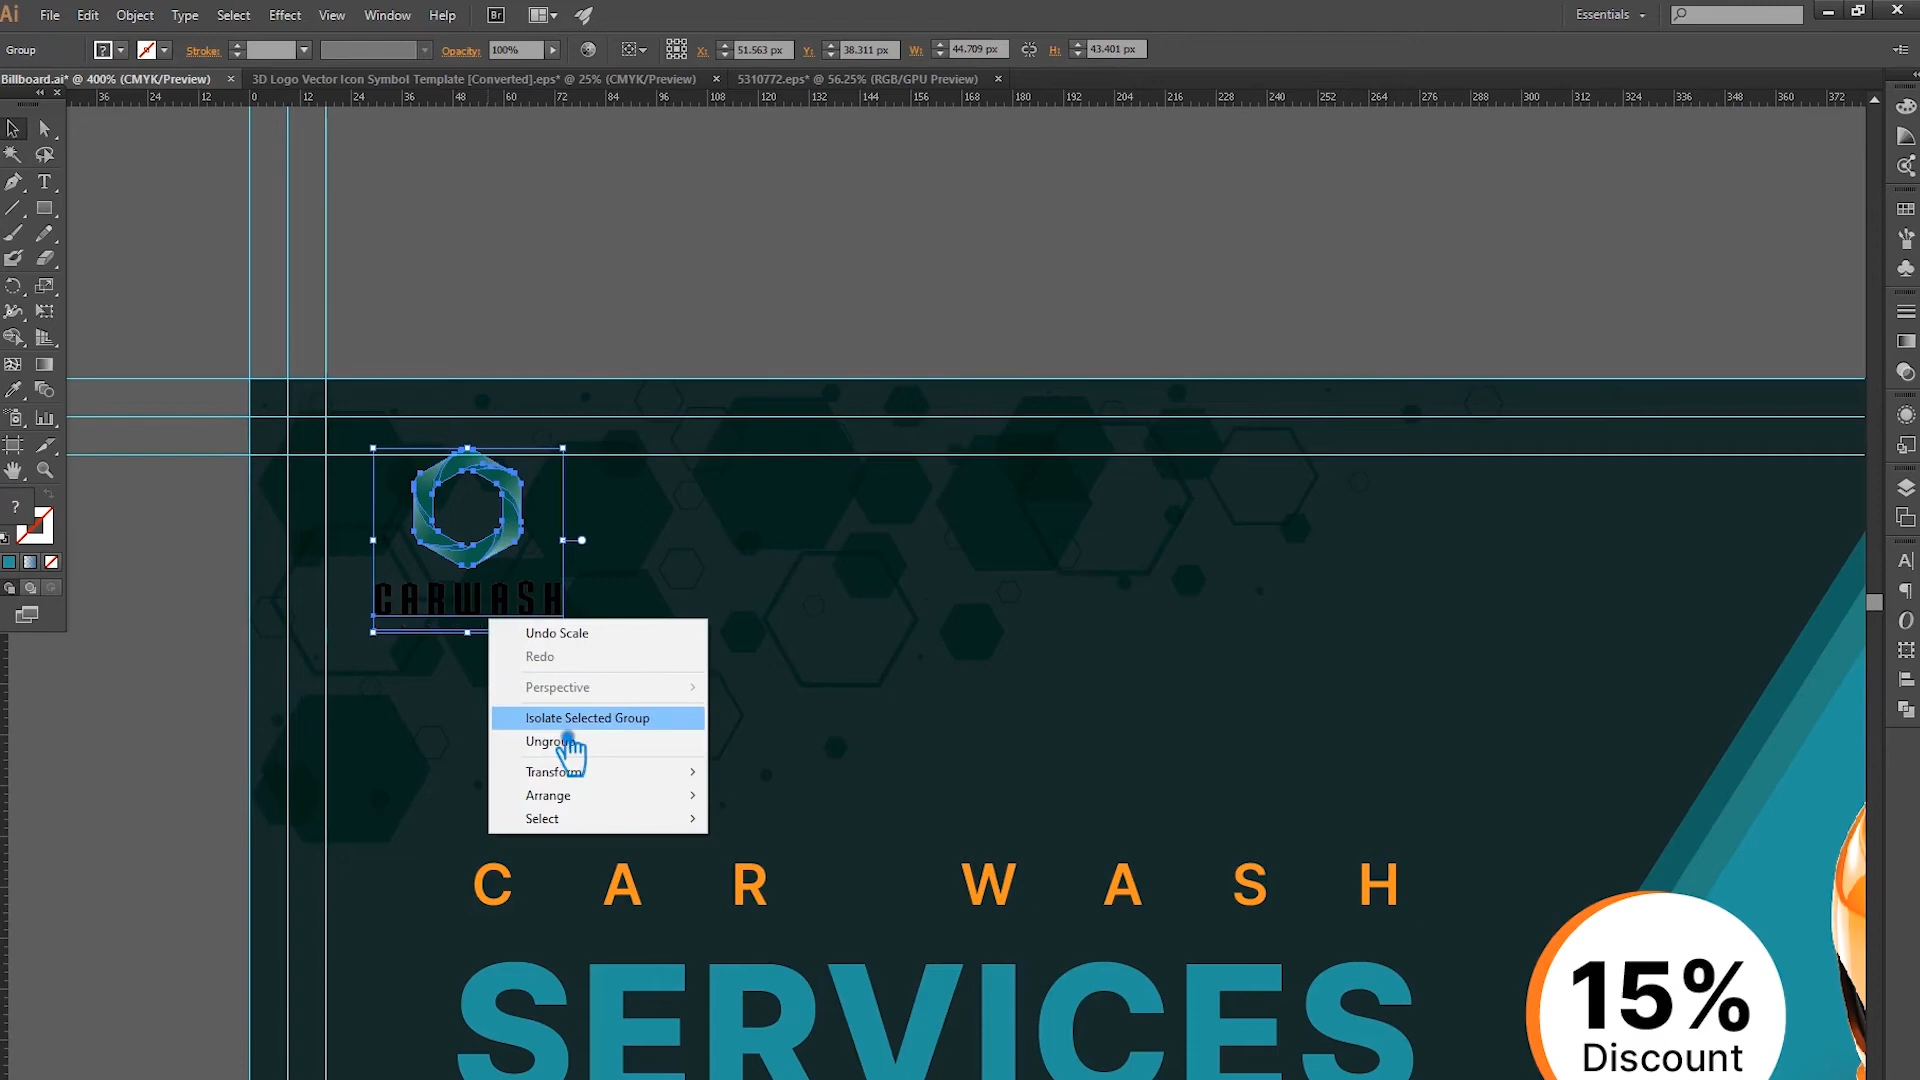 Ai File Edit Object Type Select Effect View Window Help Br Essentials
Group Stroke: Opacity: 100% X: 51.563 px Y: 38.311 px W: 44.709 px H: 43.401 px
Billboard.ai* @ 400% (CMYK/Preview) × 3D Logo Vector Icon Symbol Template [Converted].eps* @ 25% (CMYK/Preview) × 5310772.eps* @ 56.25% (RGB/GPU Preview) ×
36 24 12 0 12 24 36 48 60 72 84 96 108 120 132 144 156 168 180 192 204 216 228 240 252 264 276 288 300 312 324 336 348 360 372
CARWASH
Undo Scale
Redo
Perspective
Isolate Selected Group
Ungroup
Transform
Arrange
Select
CAR WASH
SERVICES
15%
Discount